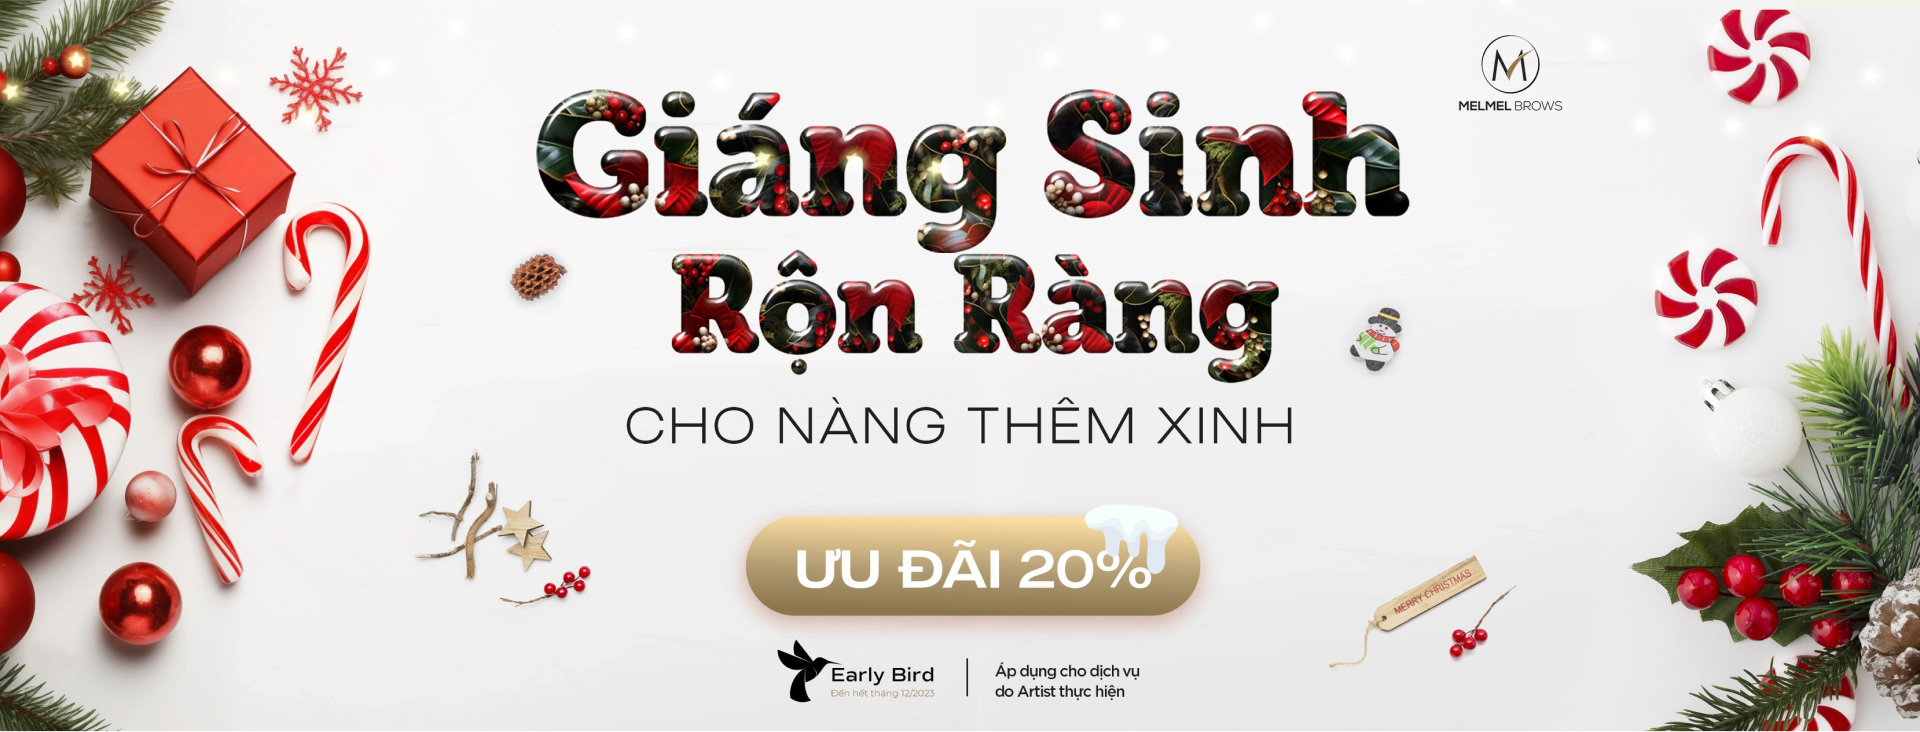 MELMEL BROWS
Giáng Sinh
Rộn Ràng
CHO NÀNG THÊM XINH
ƯU ĐÃI 20%
MERRY CHRISTMAS
Early Bird
Đến hết tháng 12/2023
Áp dụng cho dịch vụ
do Artist thực hiện